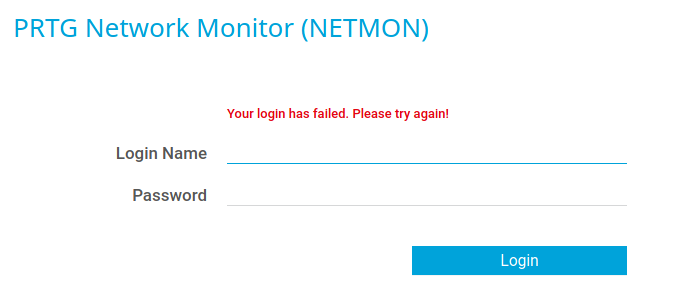 PRTG Network Monitor (NETMON)
Your login has failed. Please try again!
Login Name
Password
Login